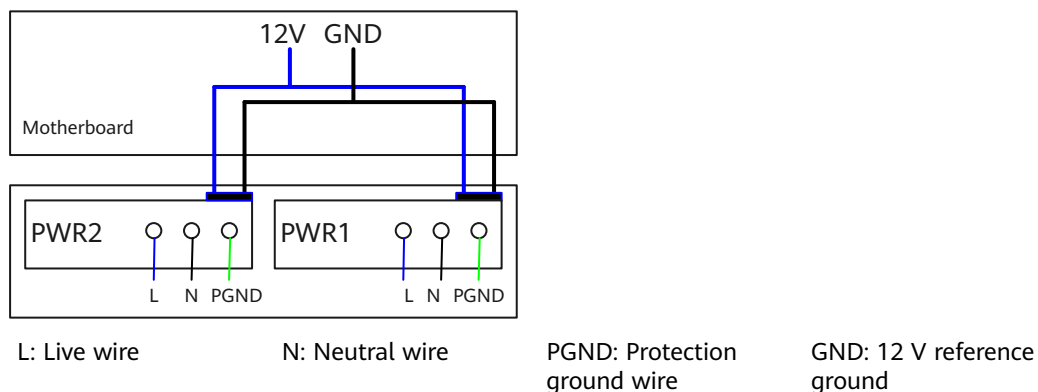 12V GND
Motherboard
PWR2
PWR1
L N PGND
L N PGND
L: Live wire
N: Neutral wire
PGND: Protection
ground wire
GND: 12 V reference
ground